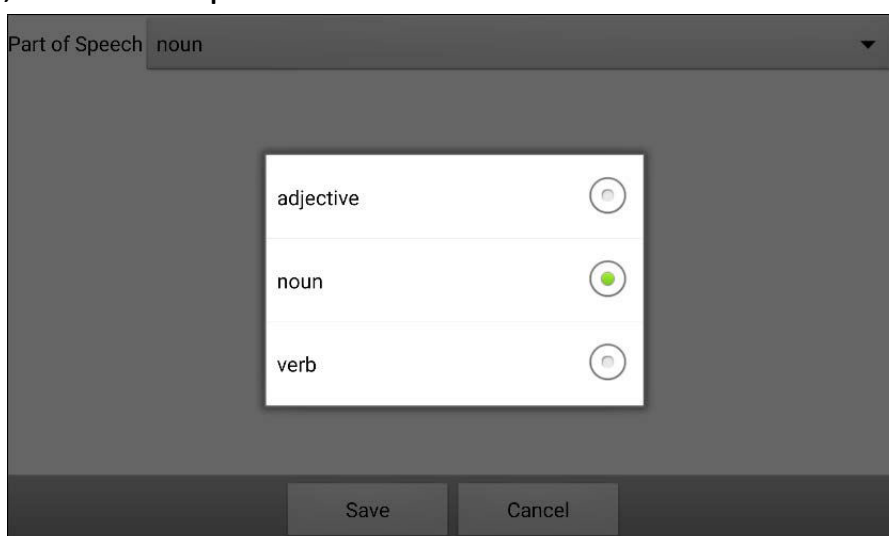 Part of Speech noun
adjective
noun
verb
Save Cancel